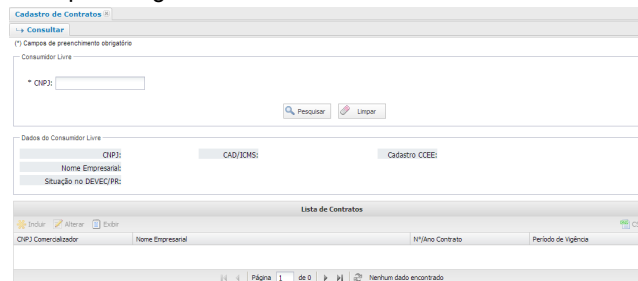 Cadastro de Contratos
Consultar
(*) Campos de preenchimento obrigatório
Consumidor Livre
* CNPJ:
Pesquisar Limpar
Dados do Consumidor Livre
CNPJ: CAD/ICMS: Cadastro CCEE:
Nome Empresarial:
Situação no DEVEC/PR:
Lista de Contratos
Incluir Alterar Exibir
CNPJ Comercializador Nome Empresarial Nº/Ano Contrato Período de Vigência
Página 1 de 0 Nenhum dado encontrado